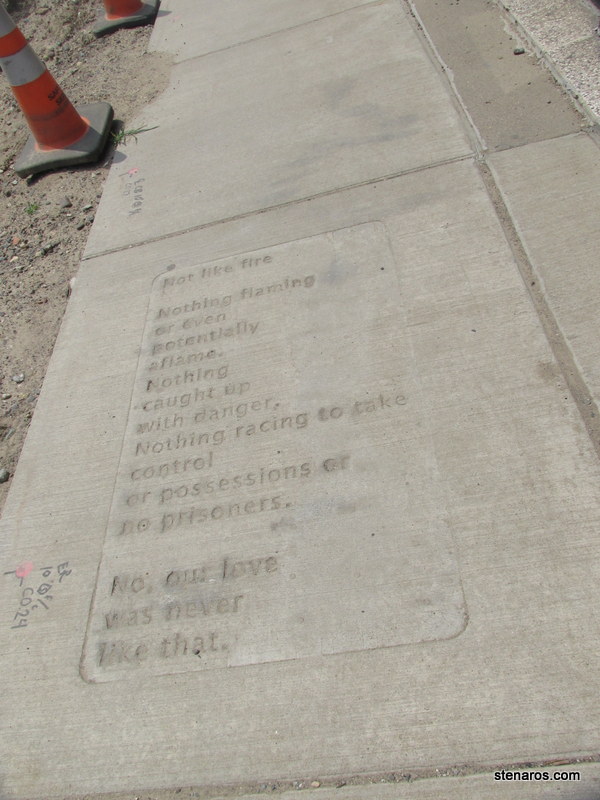 Not like fire
Nothing flaming
or even
potentially
aflame.
Nothing
caught up
with danger.
Nothing racing to take
control
or possessions or
no prisoners.
No, our love
was never
like that.
stenaros.com